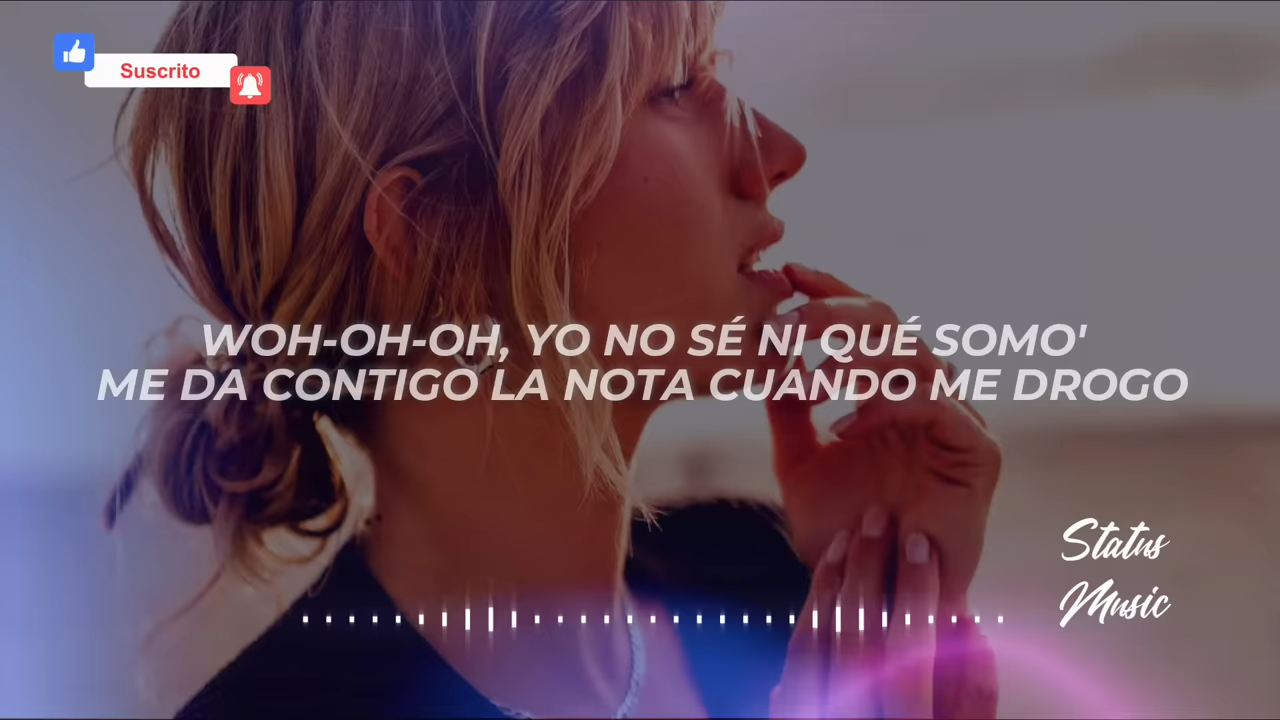 Suscrito
WOH-OH-OH, YO NO SÉ NI QUÉ SOMO'
ME DA CONTIGO LA NOTA CUANDO ME DROGO
Status
Music